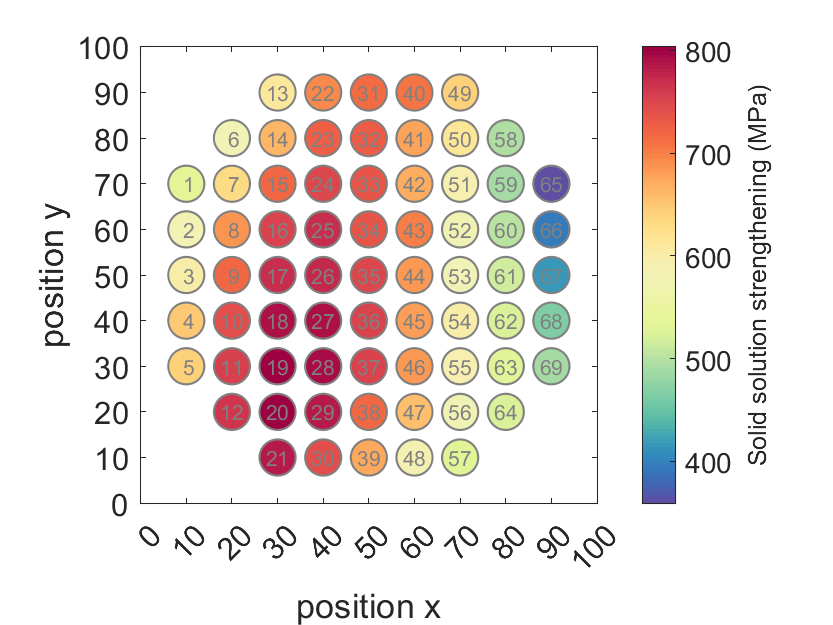 100
90
80
70
60
50
40
30
20
10
0
position y
13 22 31 40 49
6 14 23 32 41 50 58
1 7 15 24 33 42 51 59 65
2 8 16 25 34 43 52 60 66
3 9 17 26 35 44 53 61 67
4 10 18 27 36 45 54 62 68
5 11 19 28 37 46 55 63 69
12 20 29 38 47 56 64
21 30 39 48 57
0 10 20 30 40 50 60 70 80 90 100
position x
800
700
600
500
400
Solid solution strengthening (MPa)